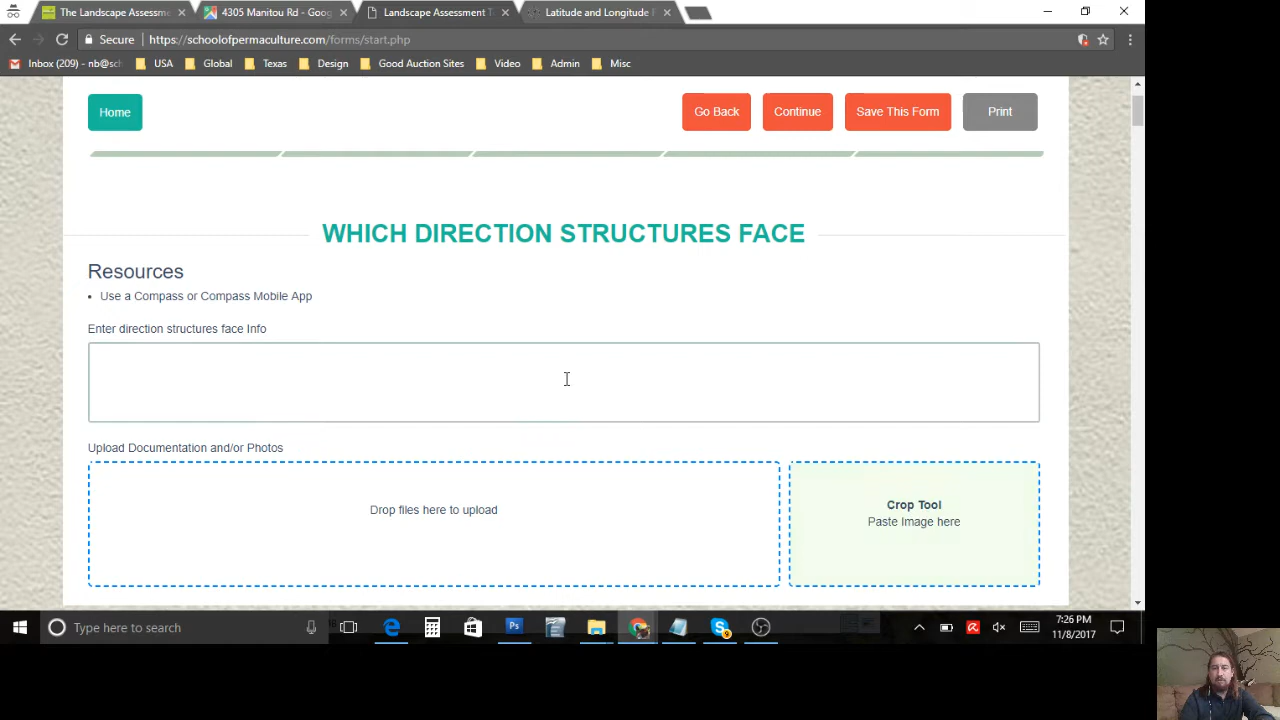 The Landscape Assessm
4305 Manitou Rd - Goog
Landscape Assessment T
Latitude and Longitude F
Secure
https://schoolofpermaculture.com/forms/start.php
Inbox (209) - nb@sch
USA
Global
Texas
Design
Good Auction Sites
Video
Admin
Misc
Home
Go Back
Continue
Save This Form
Print
WHICH DIRECTION STRUCTURES FACE
Resources
• Use a Compass or Compass Mobile App
Enter direction structures face Info
Upload Documentation and/or Photos
Drop files here to upload
Crop Tool
Paste Image here
Type here to search
7:26 PM
11/8/2017